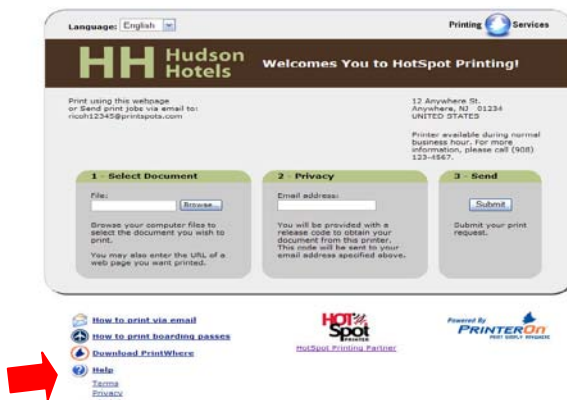 Language: English
Printing Services
HH Hudson Hotels
Welcomes You to HotSpot Printing!
Print using this webpage
or Send print jobs via email to:
ricoh12345@printspots.com
12 Anywhere St.
Anywhere, NJ 01234
UNITED STATES
Printer available during normal
business hour. For more
information, please call (908)
123-4567.
1 - Select Document
File:
Browse...
Browse your computer files to
select the document you wish to
print.
You may also enter the URL of a
web page you want printed.
2 - Privacy
Email address:
You will be provided with a
release code to obtain your
document from this printer.
This code will be sent to your
email address specified above.
3 - Send
Submit
Submit your print
request.
How to print via email
How to print boarding passes
Download PrintWhere
Help
Terms
Privacy
HOT Spot PRINTER
HotSpot Printing Partner
Powered By
PRINTERON
PRINT SIMPLY ANYWHERE